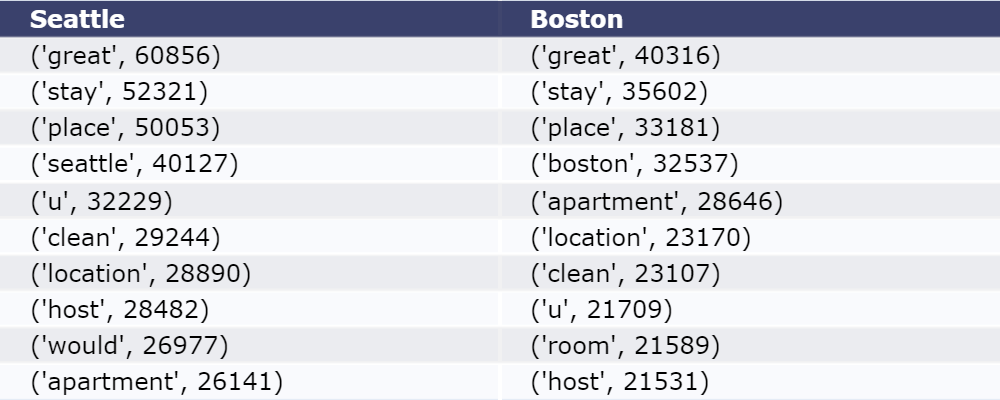 Seattle Boston
('great', 60856) ('great', 40316)
('stay', 52321) ('stay', 35602)
('place', 50053) ('place', 33181)
('seattle', 40127) ('boston', 32537)
('u', 32229) ('apartment', 28646)
('clean', 29244) ('location', 23170)
('location', 28890) ('clean', 23107)
('host', 28482) ('u', 21709)
('would', 26977) ('room', 21589)
('apartment', 26141) ('host', 21531)